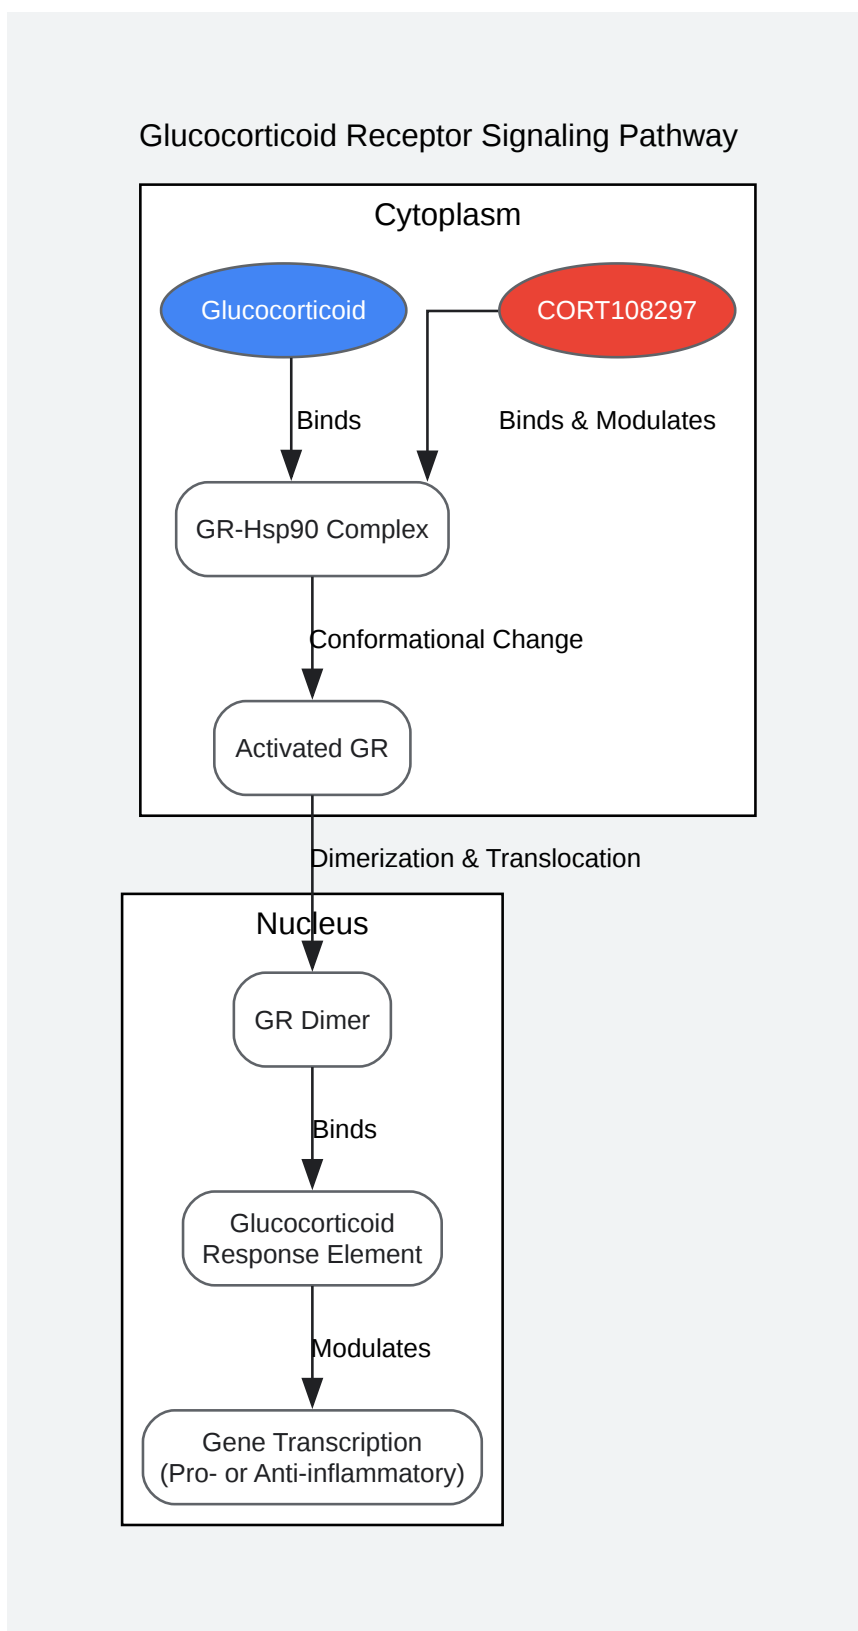 Glucocorticoid Receptor Signaling Pathway
Cytoplasm
Glucocorticoid
CORT108297
Binds
Binds & Modulates
GR-Hsp90 Complex
Conformational Change
Activated GR
Dimerization & Translocation
Nucleus
GR Dimer
Binds
Glucocorticoid
Response Element
Modulates
Gene Transcription
(Pro- or Anti-inflammatory)